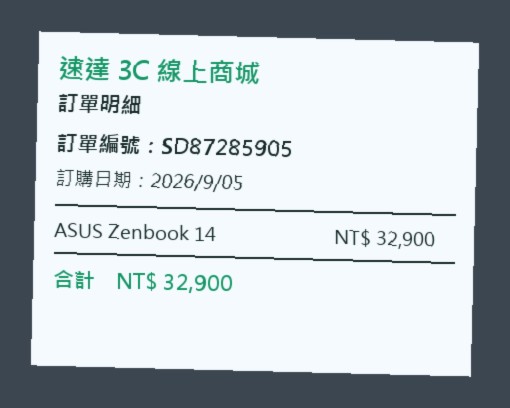 速達 3C 線上商城
訂單明細
訂單編號：SD87285905
訂購日期：2026/9/05
ASUS Zenbook 14 NT$ 32,900
合計 NT$ 32,900